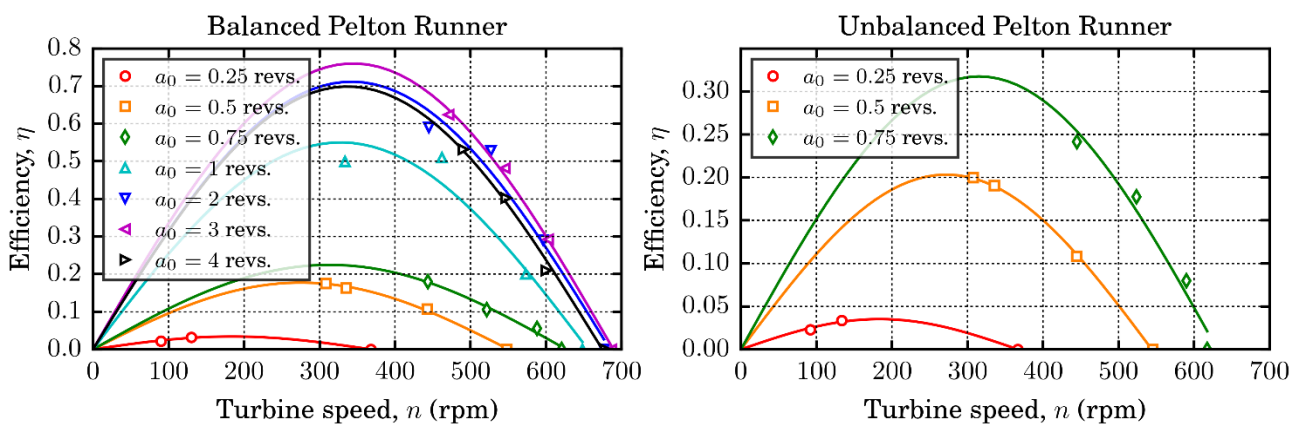 Balanced Pelton Runner
0.8
0.7
0.6
0.5
0.4
0.3
0.2
0.1
0.0
Efficiency, η
a₀ = 0.25 revs.
a₀ = 0.5 revs.
a₀ = 0.75 revs.
a₀ = 1 revs.
a₀ = 2 revs.
a₀ = 3 revs.
a₀ = 4 revs.
0 100 200 300 400 500 600 700
Turbine speed, n (rpm)
Unbalanced Pelton Runner
0.30
0.25
0.20
0.15
0.10
0.05
0.00
Efficiency, η
a₀ = 0.25 revs.
a₀ = 0.5 revs.
a₀ = 0.75 revs.
0 100 200 300 400 500 600 700
Turbine speed, n (rpm)